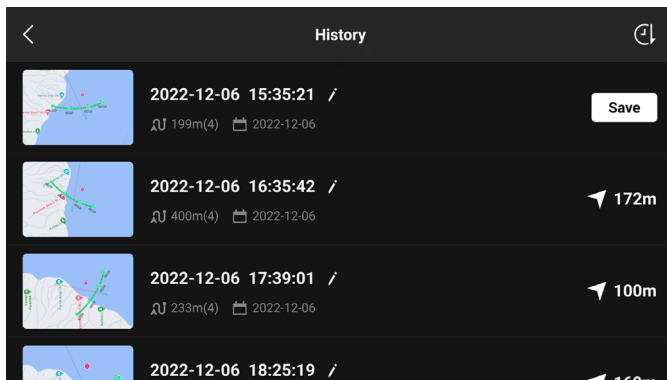 History
2022-12-06 15:35:21
199m(4) 2022-12-06
Save
2022-12-06 16:35:42
400m(4) 2022-12-06
172m
2022-12-06 17:39:01
233m(4) 2022-12-06
100m
2022-12-06 18:25:19